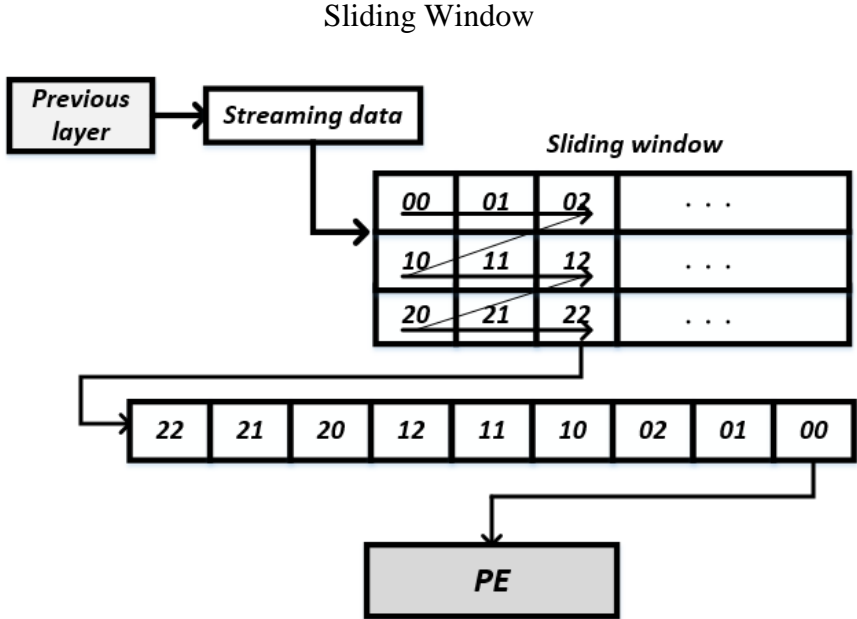 Sliding Window
Previous
layer
Streaming data
Sliding window
00 01 02 . . .
10 11 12 . . .
20 21 22 . . .
22 21 20 12 11 10 02 01 00
PE